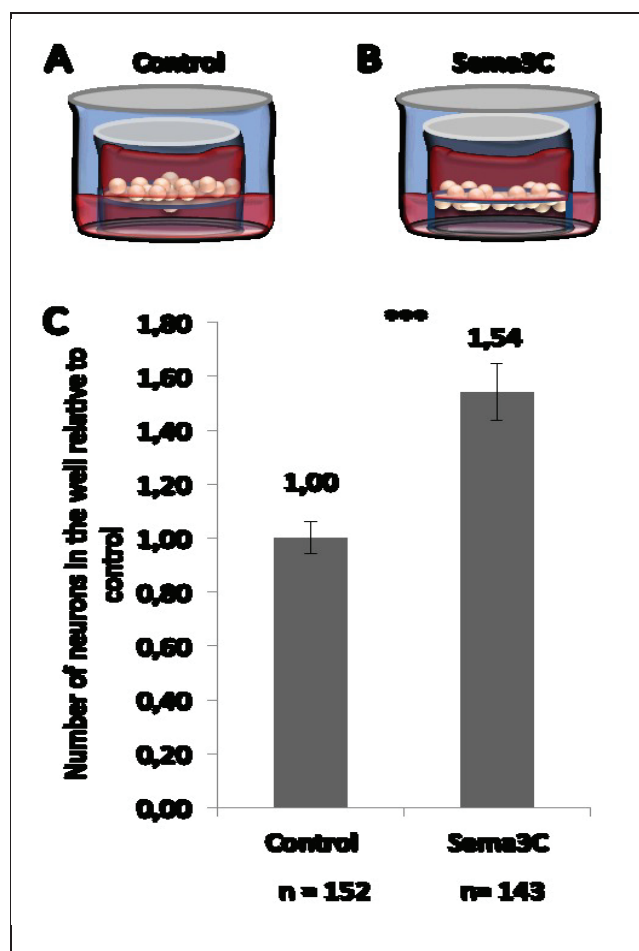 A Control
B Sema3C
C
Number of neurons in the well relative to
control
***
1,80
1,60
1,40
1,20
1,00
0,80
0,60
0,40
0,20
0,00
1,00
1,54
Control
Sema3C
n = 152
n= 143